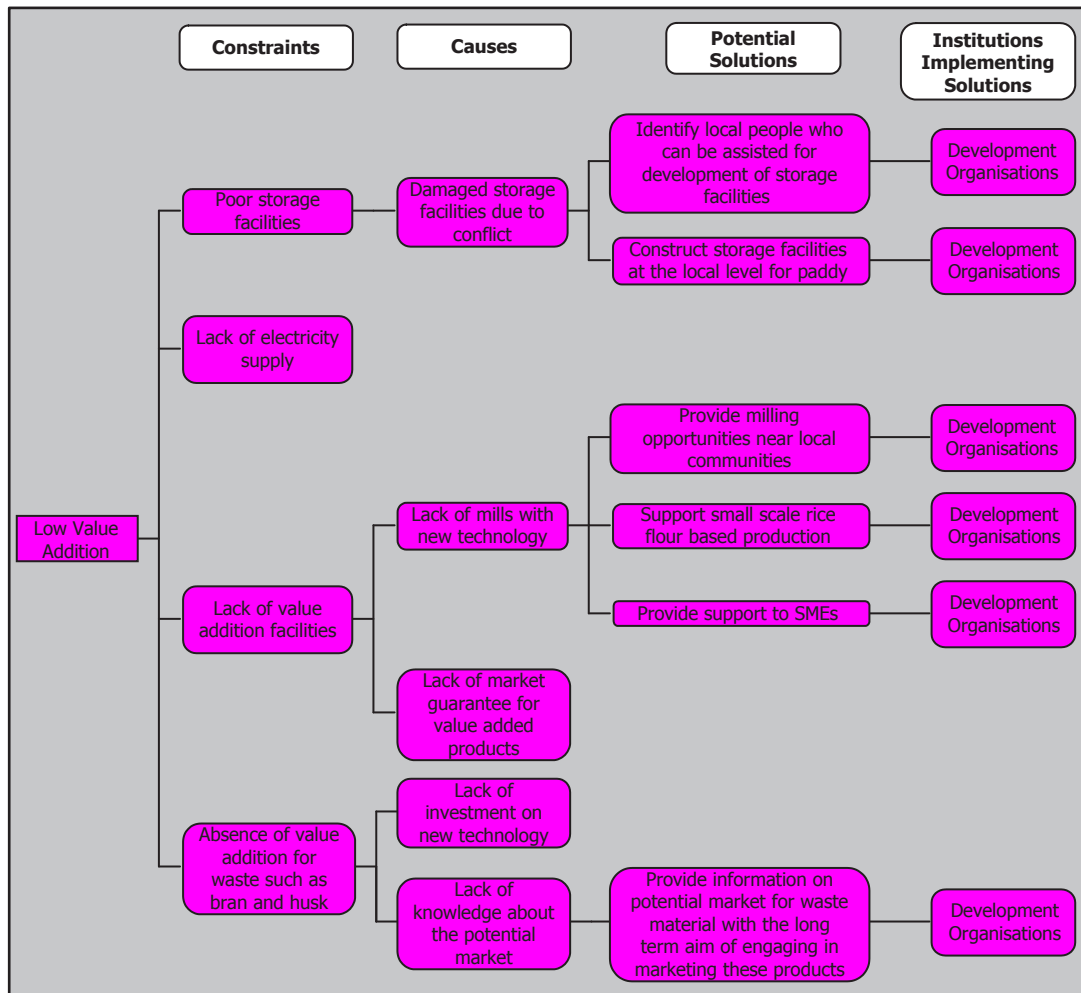 Constraints
Causes
Potential
Solutions
Institutions
Implementing
Solutions
Identify local people who
can be assisted for
development of storage
facilities
Development
Organisations
Poor storage
facilities
Damaged storage
facilities due to
conflict
Construct storage facilities
at the local level for paddy
Development
Organisations
Lack of electricity
supply
Provide milling
opportunities near local
communities
Development
Organisations
Low Value
Addition
Lack of mills with
new technology
Support small scale rice
flour based production
Development
Organisations
Lack of value
addition facilities
Provide support to SMEs
Development
Organisations
Lack of market
guarantee for
value added
products
Lack of
investment on
new technology
Absence of value
addition for
waste such as
bran and husk
Lack of
knowledge about
the potential
market
Provide information on
potential market for waste
material with the long
term aim of engaging in
marketing these products
Development
Organisations